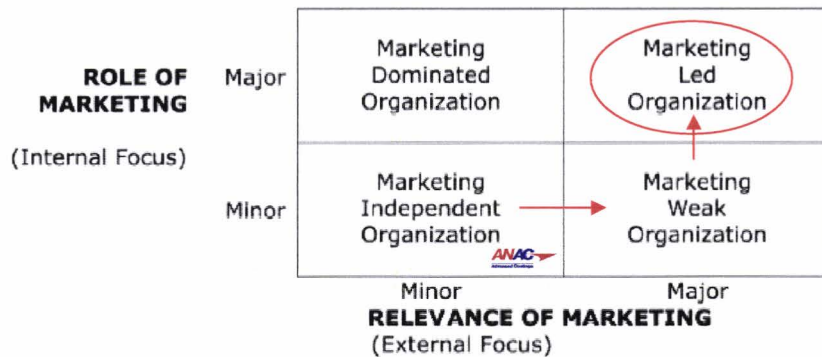 Marketing
Dominated
Organization
Marketing
Led
Organization
ROLE OF
MARKETING
Major
(Internal Focus)
Minor
Marketing
Independent
Organization
Marketing
Weak
Organization
ANAC
Minor
Major
RELEVANCE OF MARKETING
(External Focus)